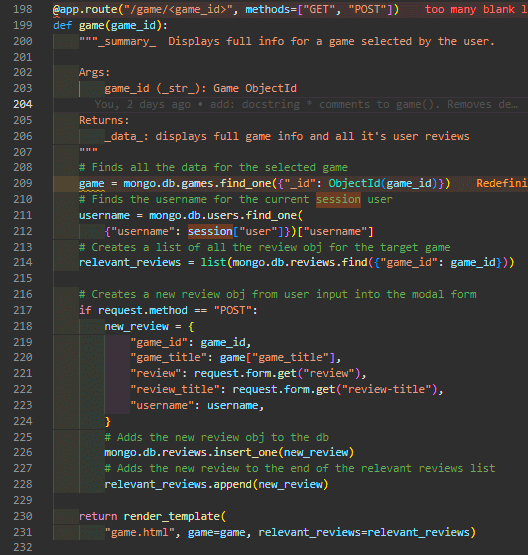 198 @app.route("/game/<game_id>", methods=["GET", "POST"]) too many blank l
199 def game(game_id):
200 """_summary_ Displays full info for a game selected by the user.
201
202 Args:
203 game_id (_str_): Game ObjectId
204 You, 2 days ago • add: docstring * comments to game(). Removes de…
205 Returns:
206 _data_: displays full game info and all it's user reviews
207 """
208 # Finds all the data for the selected game
209 game = mongo.db.games.find_one({"_id": ObjectId(game_id)}) Redefini
210 # Finds the username for the current session user
211 username = mongo.db.users.find_one(
212 {"username": session["user"]})["username"]
213 # Creates a list of all the review obj for the target game
214 relevant_reviews = list(mongo.db.reviews.find({"game_id": game_id}))
215
216 # Creates a new review obj from user input into the modal form
217 if request.method == "POST":
218 new_review = {
219 "game_id": game_id,
220 "game_title": game["game_title"],
221 "review": request.form.get("review"),
222 "review_title": request.form.get("review-title"),
223 "username": username,
224 }
225 # Adds the new review obj to the db
226 mongo.db.reviews.insert_one(new_review)
227 # Adds the new review to the end of the relevant reviews list
228 relevant_reviews.append(new_review)
229
230 return render_template(
231 "game.html", game=game, relevant_reviews=relevant_reviews)
232